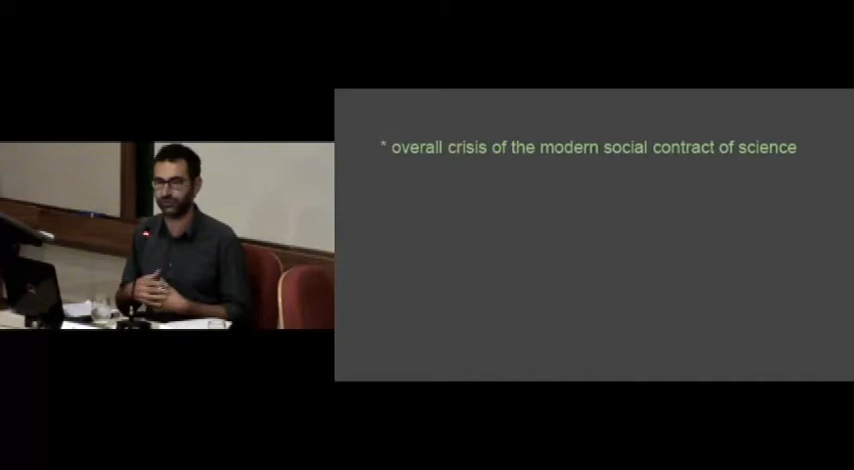 * overall crisis of the modern social contract of science